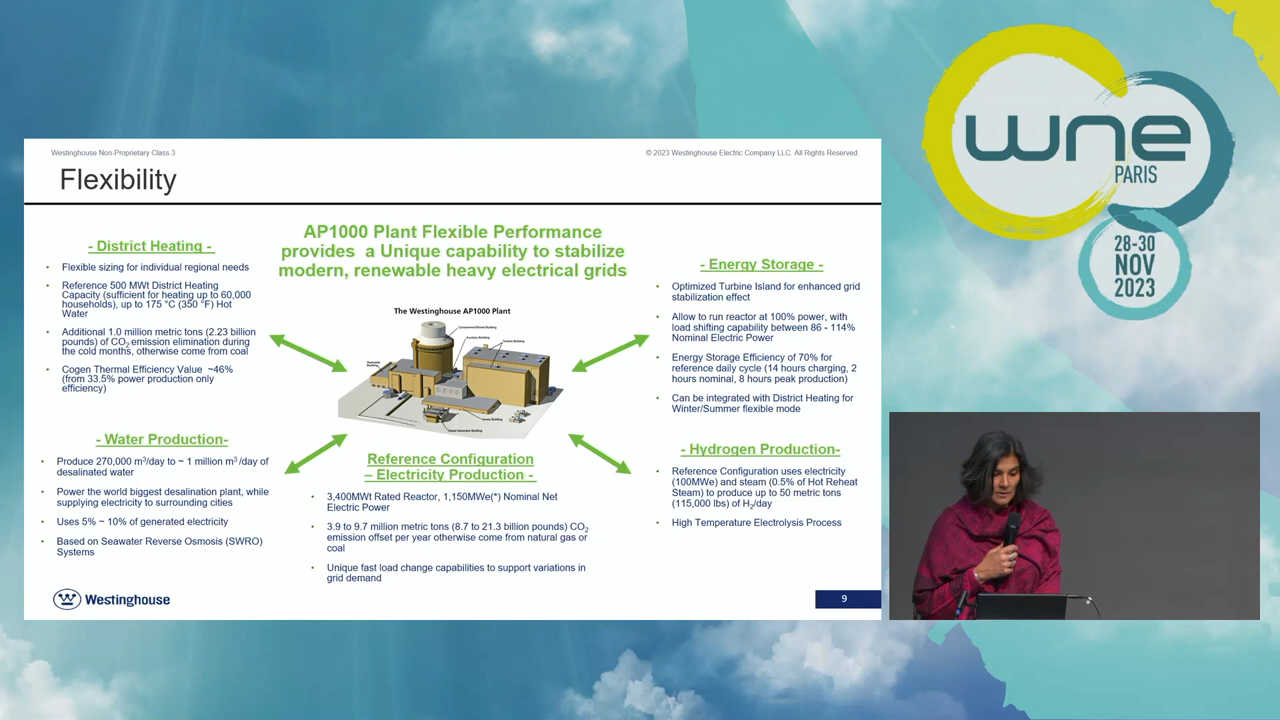 Westinghouse Non-Proprietary Class 3
© 2023 Westinghouse Electric Company LLC. All Rights Reserved.
Flexibility
AP1000 Plant Flexible Performance
provides a Unique capability to stabilize
modern, renewable heavy electrical grids
- District Heating -
• Flexible sizing for individual regional needs
• Reference 500 MWt District Heating
Capacity (sufficient for heating up to 60,000
households), up to 175 °C (350 °F) Hot
Water
• Additional 1.0 million metric tons (2.23 billion
pounds) of CO₂ emission elimination during
the cold months, otherwise come from coal
• Cogen Thermal Efficiency Value ~46%
(from 33.5% power production only
efficiency)
- Water Production-
• Produce 270,000 m³/day to ~ 1 million m³ /day of
desalinated water
• Power the world biggest desalination plant, while
supplying electricity to surrounding cities
• Uses 5% ~ 10% of generated electricity
• Based on Seawater Reverse Osmosis (SWRO)
Systems
The Westinghouse AP1000 Plant
Containment/Shield Building
Auxiliary Building
Turbine Building
Annex Building
Diesel Generator Building
Reference Configuration
– Electricity Production -
• 3,400MWt Rated Reactor, 1,150MWe(*) Nominal Net
Electric Power
• 3.9 to 9.7 million metric tons (8.7 to 21.3 billion pounds) CO₂
emission offset per year otherwise come from natural gas or
coal
• Unique fast load change capabilities to support variations in
grid demand
- Energy Storage -
• Optimized Turbine Island for enhanced grid
stabilization effect
• Allow to run reactor at 100% power, with
load shifting capability between 86 - 114%
Nominal Electric Power
• Energy Storage Efficiency of 70% for
reference daily cycle (14 hours charging, 2
hours nominal, 8 hours peak production)
• Can be integrated with District Heating for
Winter/Summer flexible mode
- Hydrogen Production-
• Reference Configuration uses electricity
(100MWe) and steam (0.5% of Hot Reheat
Steam) to produce up to 50 metric tons
(115,000 lbs) of H₂/day
• High Temperature Electrolysis Process
Westinghouse
9
wne
PARIS
28-30
NOV
2023